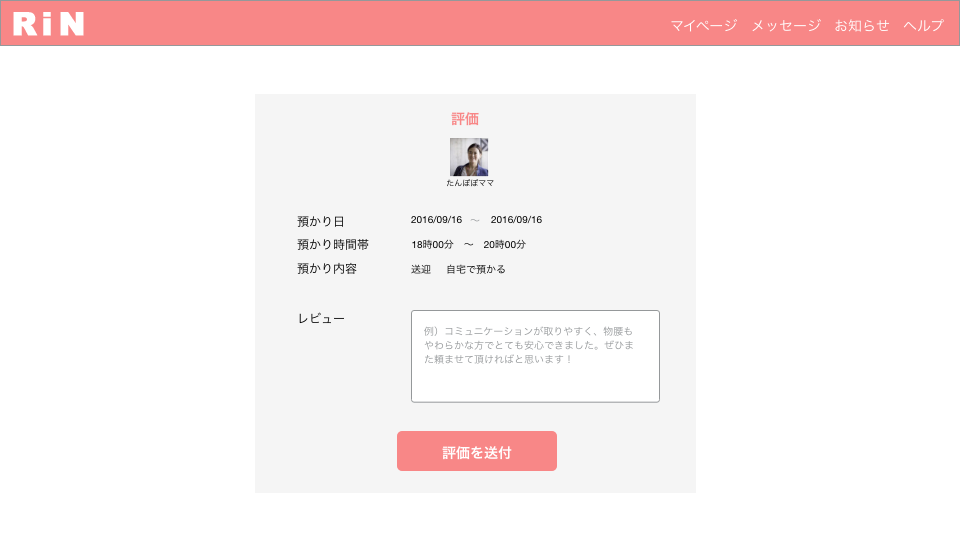 RiN
マイページ メッセージ お知らせ ヘルプ
評価
たんぽぽママ
預かり日 2016/09/16 〜 2016/09/16
預かり時間帯 18時00分 〜 20時00分
預かり内容 送迎 自宅で預かる
レビュー
例）コミュニケーションが取りやすく、物腰も
やわらかな方でとても安心できました。ぜひま
た頼ませて頂ければと思います！
評価を送付